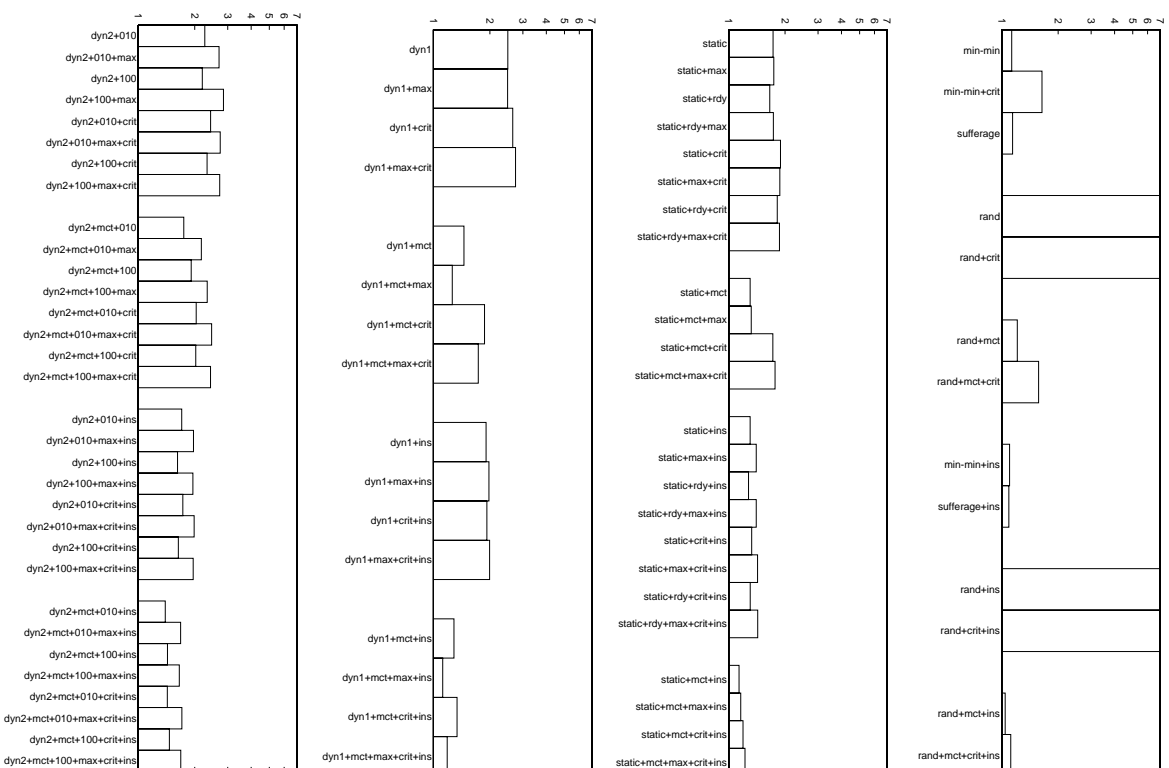 1 2 3 4 5 6 7
dyn2+010
dyn2+010+max
dyn2+100
dyn2+100+max
dyn2+010+crit
dyn2+010+max+crit
dyn2+100+crit
dyn2+100+max+crit
dyn2+mct+010
dyn2+mct+010+max
dyn2+mct+100
dyn2+mct+100+max
dyn2+mct+010+crit
dyn2+mct+010+max+crit
dyn2+mct+100+crit
dyn2+mct+100+max+crit
dyn2+010+ins
dyn2+010+max+ins
dyn2+100+ins
dyn2+100+max+ins
dyn2+010+crit+ins
dyn2+010+max+crit+ins
dyn2+100+crit+ins
dyn2+100+max+crit+ins
dyn2+mct+010+ins
dyn2+mct+010+max+ins
dyn2+mct+100+ins
dyn2+mct+100+max+ins
dyn2+mct+010+crit+ins
dyn2+mct+010+max+crit+ins
dyn2+mct+100+crit+ins
dyn2+mct+100+max+crit+ins
1 2 3 4 5 6 7
dyn1
dyn1+max
dyn1+crit
dyn1+max+crit
dyn1+mct
dyn1+mct+max
dyn1+mct+crit
dyn1+mct+max+crit
dyn1+ins
dyn1+max+ins
dyn1+crit+ins
dyn1+max+crit+ins
dyn1+mct+ins
dyn1+mct+max+ins
dyn1+mct+crit+ins
dyn1+mct+max+crit+ins
1 2 3 4 5 6 7
static
static+max
static+rdy
static+rdy+max
static+crit
static+max+crit
static+rdy+crit
static+rdy+max+crit
static+mct
static+mct+max
static+mct+crit
static+mct+max+crit
static+ins
static+max+ins
static+rdy+ins
static+rdy+max+ins
static+crit+ins
static+max+crit+ins
static+rdy+crit+ins
static+rdy+max+crit+ins
static+mct+ins
static+mct+max+ins
static+mct+crit+ins
static+mct+max+crit+ins
1 2 3 4 5 6 7
min-min
min-min+crit
sufferage
rand
rand+crit
rand+mct
rand+mct+crit
min-min+ins
sufferage+ins
rand+ins
rand+crit+ins
rand+mct+ins
rand+mct+crit+ins